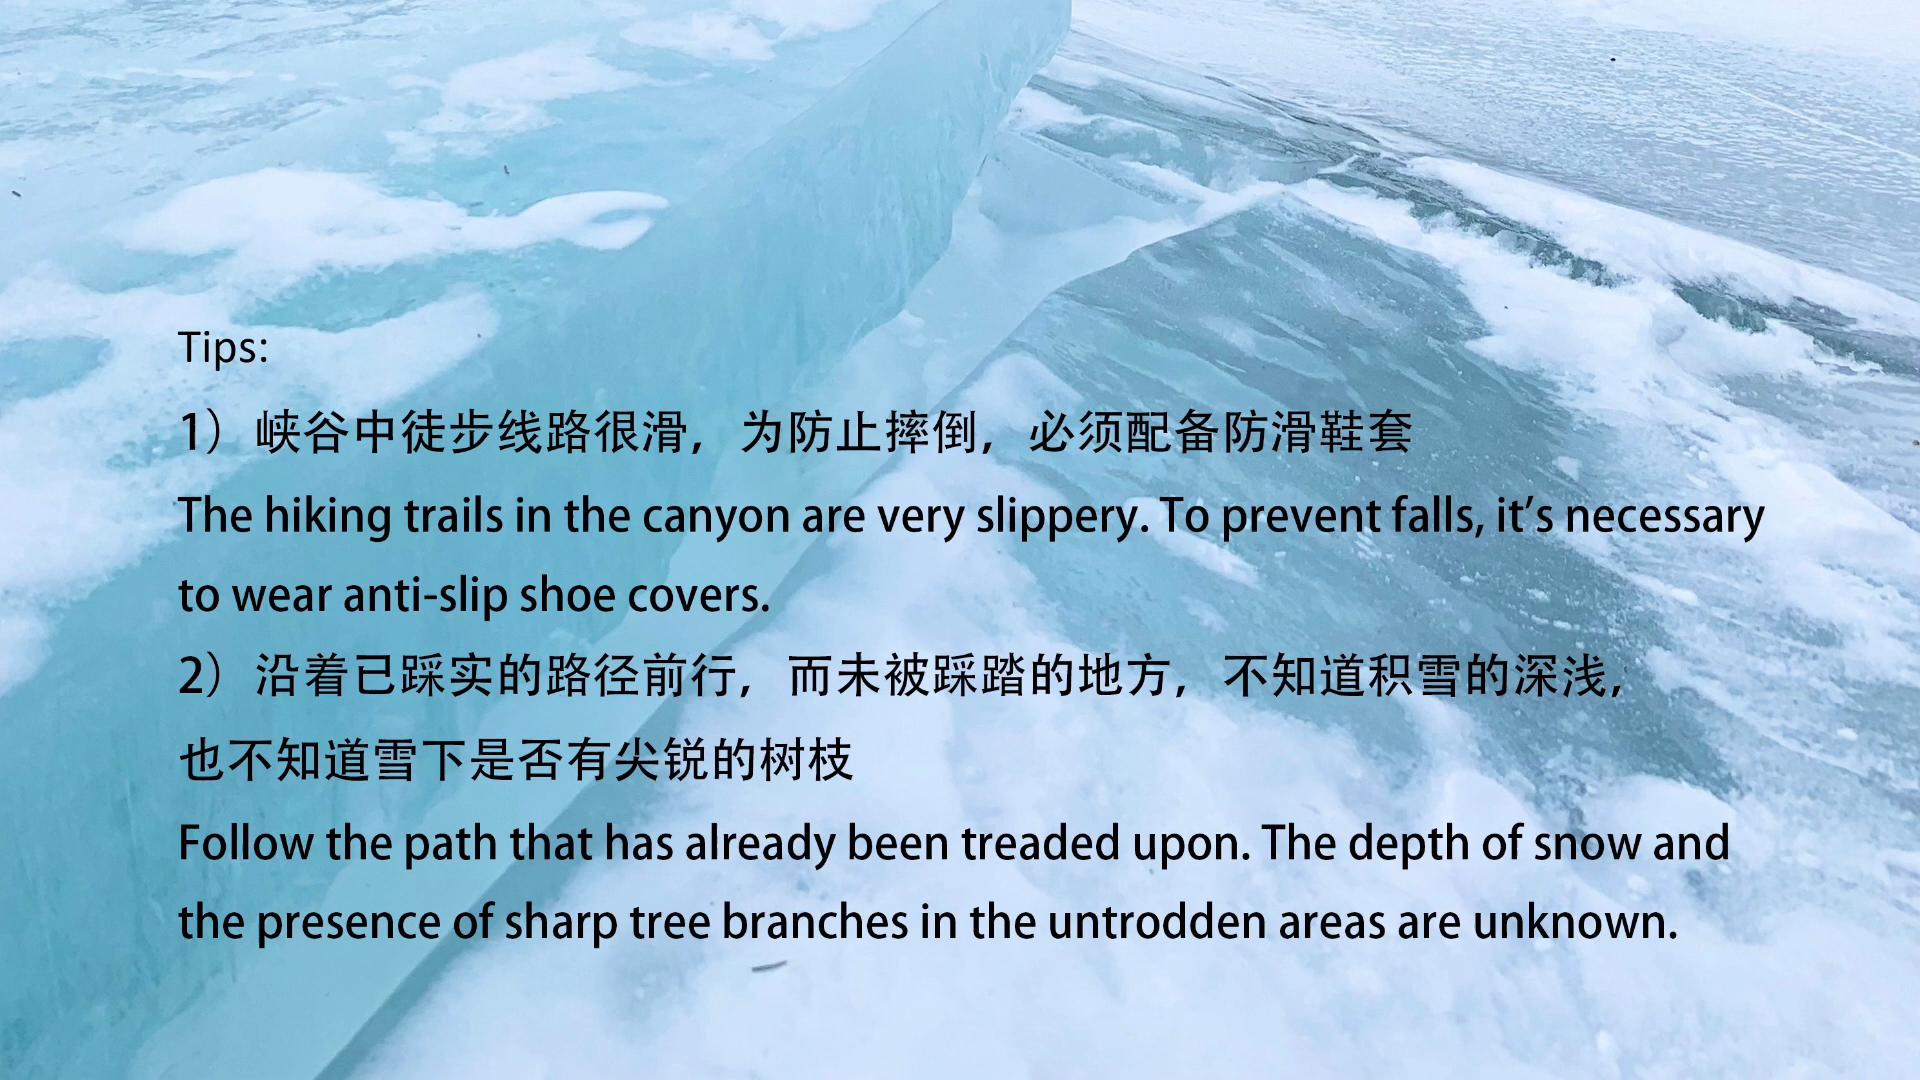 Tips:
1）峡谷中徒步线路很滑，为防止摔倒，必须配备防滑鞋套
The hiking trails in the canyon are very slippery. To prevent falls, it’s necessary
to wear anti-slip shoe covers.
2）沿着已踩实的路径前行，而未被踩踏的地方，不知道积雪的深浅，
也不知道雪下是否有尖锐的树枝
Follow the path that has already been treaded upon. The depth of snow and
the presence of sharp tree branches in the untrodden areas are unknown.